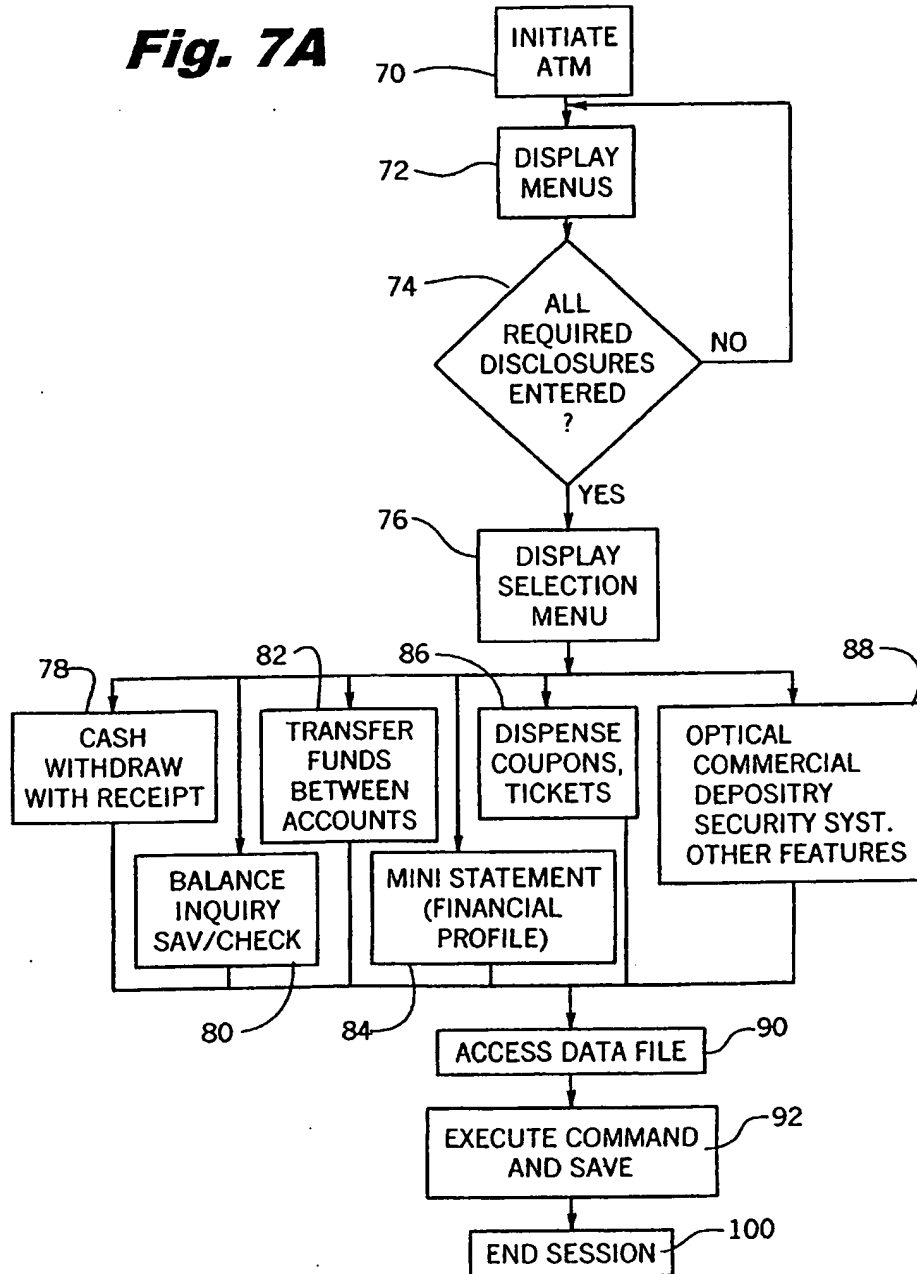 Fig. 7A
INITIATE
ATM
70
DISPLAY
MENUS
72
74
ALL
REQUIRED
DISCLOSURES
ENTERED
?
NO
YES
76
DISPLAY
SELECTION
MENU
78
82
86
88
CASH
WITHDRAW
WITH RECEIPT
TRANSFER
FUNDS
BETWEEN
ACCOUNTS
DISPENSE
COUPONS,
TICKETS
OPTICAL
COMMERCIAL
DEPOSITRY
SECURITY SYST.
OTHER FEATURES
BALANCE
INQUIRY
SAV/CHECK
MINI STATEMENT
(FINANCIAL
PROFILE)
80
84
ACCESS DATA FILE
90
EXECUTE COMMAND
AND SAVE
92
END SESSION
100